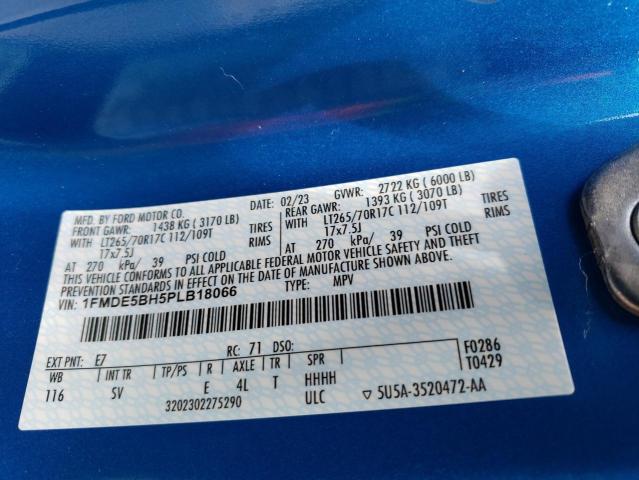 MFD. BY FORD MOTOR CO. DATE: 02/23 GVWR: 2722 KG ( 6000 LB)
FRONT GAWR: 1438 KG ( 3170 LB) REAR GAWR: 1393 KG ( 3070 LB)
WITH LT265/70R17C 112/109T TIRES WITH LT265/70R17C 112/109T TIRES
17x7.5J RIMS 17x7.5J RIMS
AT 270 kPa/ 39 PSI COLD AT 270 kPa/ 39 PSI COLD
THIS VEHICLE CONFORMS TO ALL APPLICABLE FEDERAL MOTOR VEHICLE SAFETY AND THEFT
PREVENTION STANDARDS IN EFFECT ON THE DATE OF MANUFACTURE SHOWN ABOVE.
VIN: 1FMDE5BH5PLB18066 TYPE: MPV
EXT PNT: E7 RC: 71 DSO: F0286
WB INT TR TP/PS R AXLE TR SPR T0429
116 SV E 4L T HHHH
3202302275290 ULC 5U5A-3520472-AA